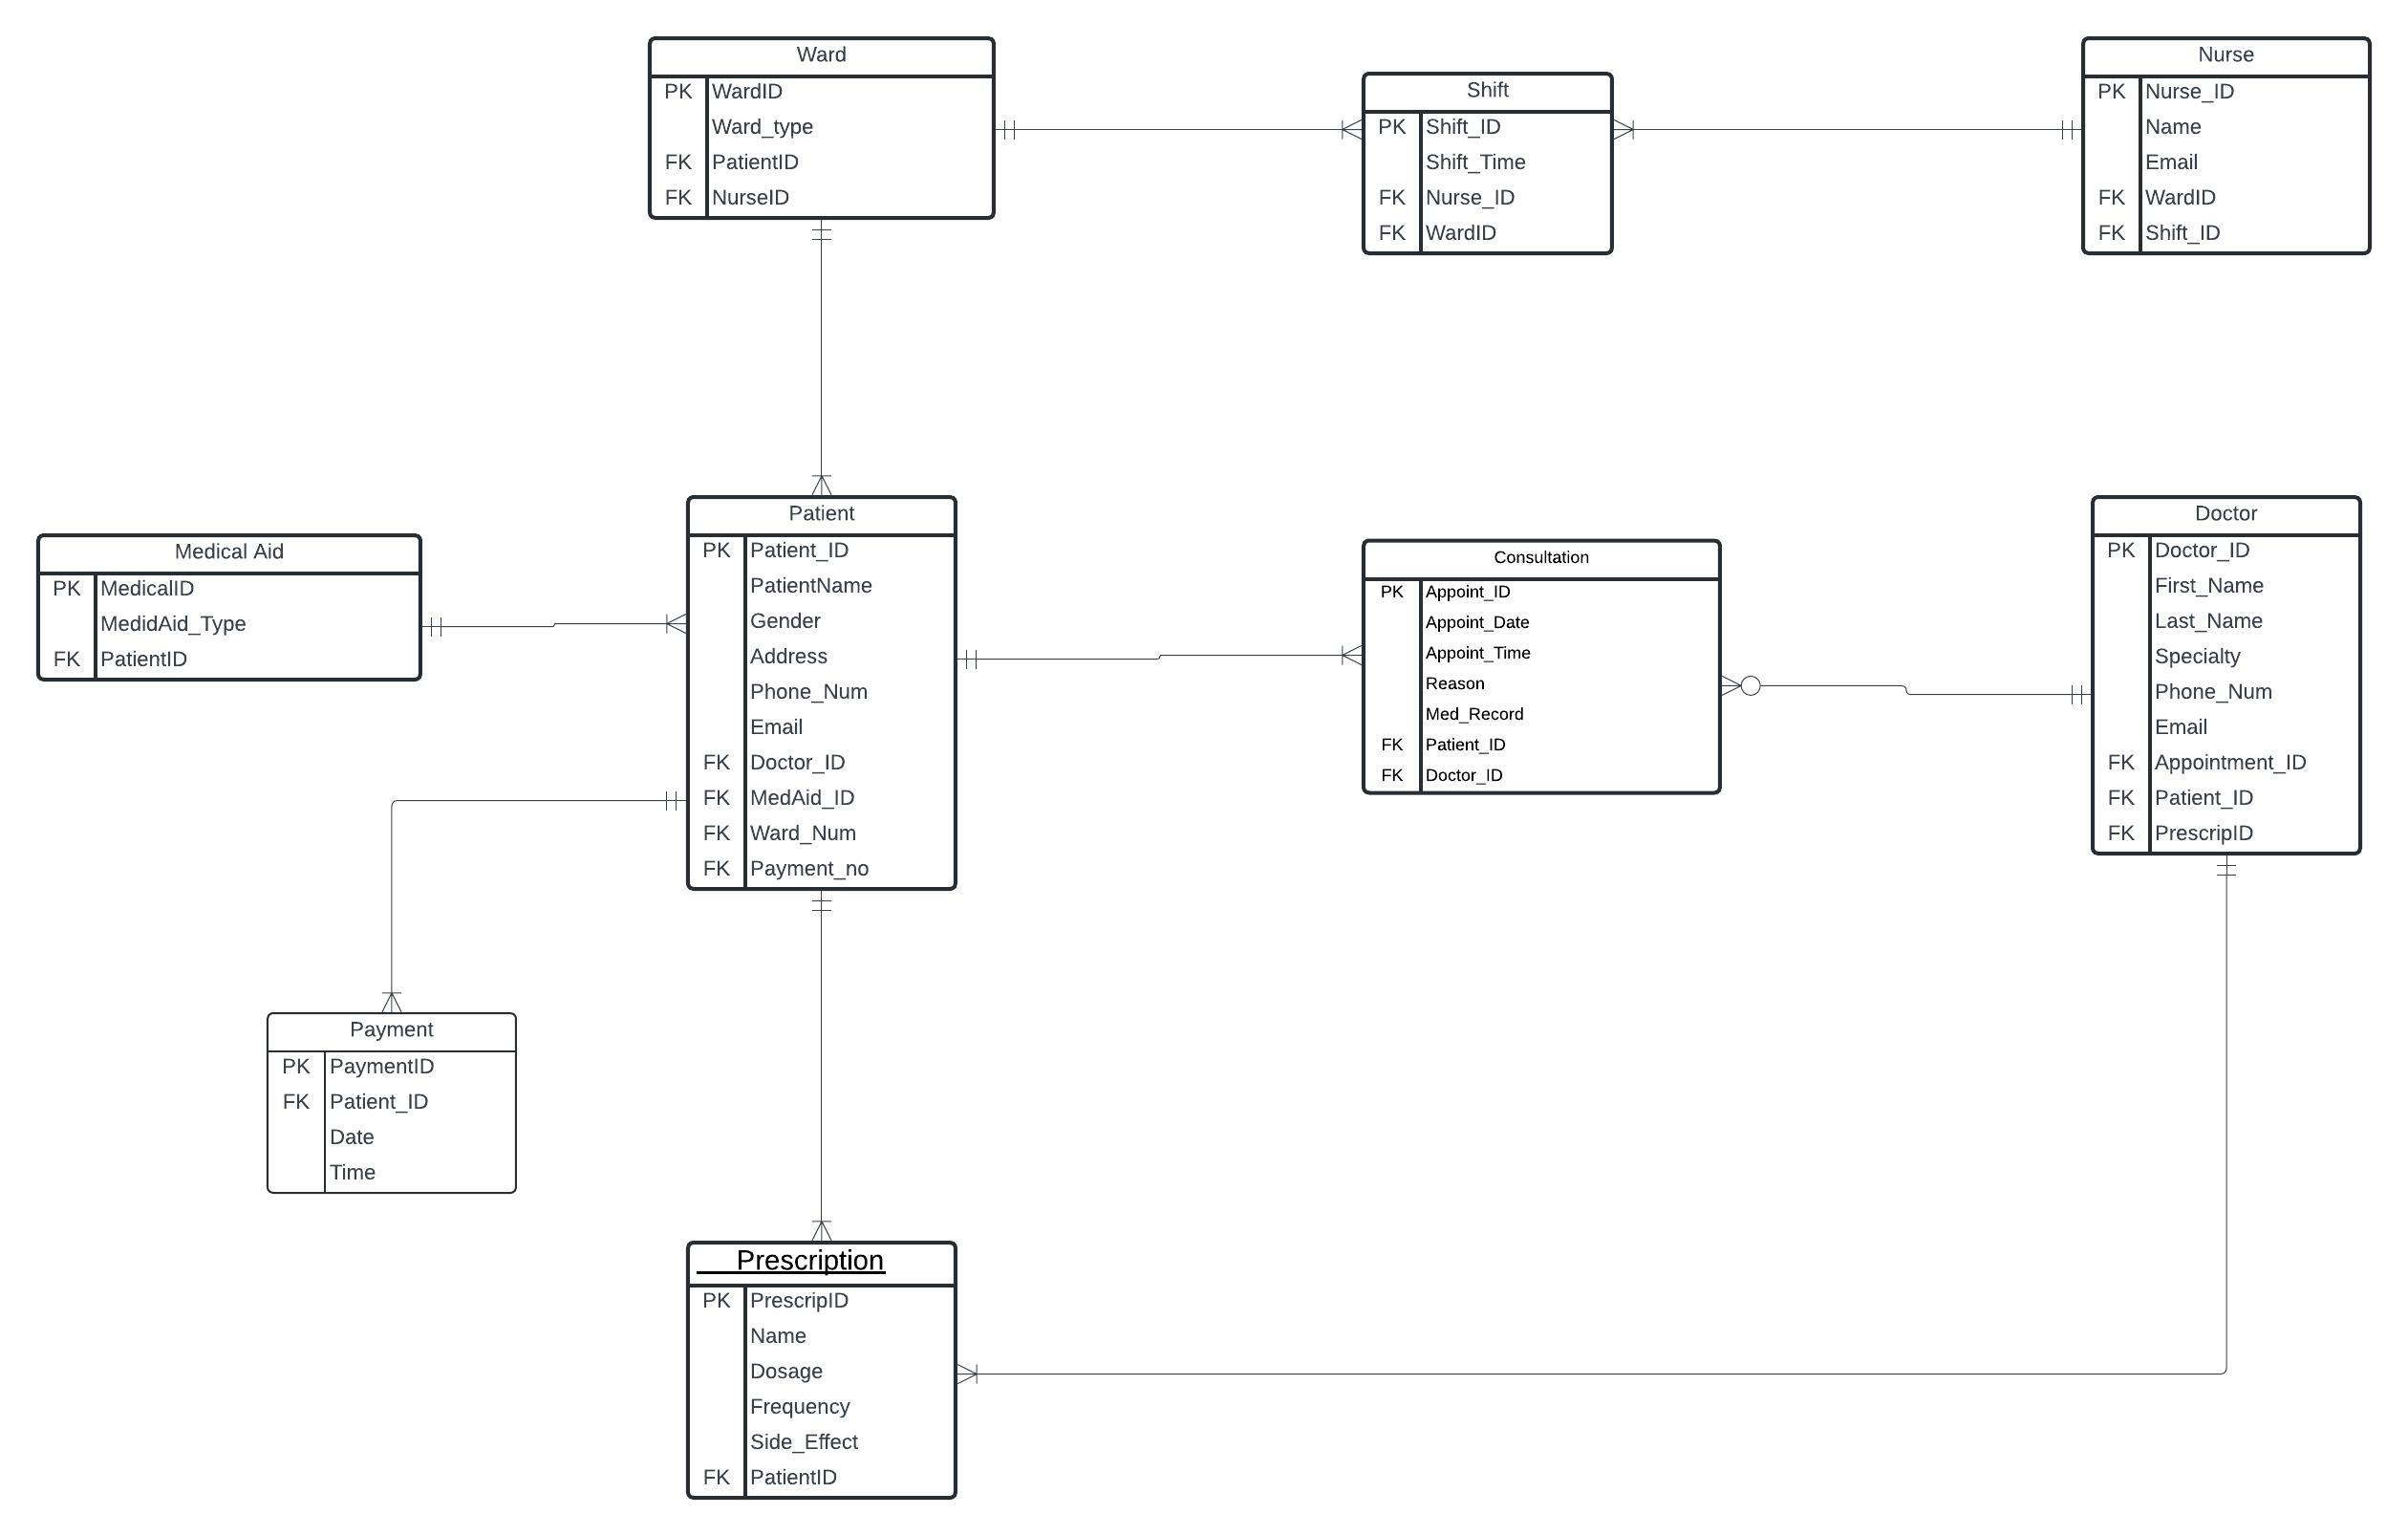 Ward
PK WardID
Ward_type
FK PatientID
FK NurseID
Shift
PK Shift_ID
Shift_Time
FK Nurse_ID
FK WardID
Nurse
PK Nurse_ID
Name
Email
FK WardID
FK Shift_ID
Medical Aid
PK MedicalID
MedidAid_Type
FK PatientID
Patient
PK Patient_ID
PatientName
Gender
Address
Phone_Num
Email
FK Doctor_ID
FK MedAid_ID
FK Ward_Num
FK Payment_no
Consultation
PK Appoint_ID
Appoint_Date
Appoint_Time
Reason
Med_Record
FK Patient_ID
FK Doctor_ID
Doctor
PK Doctor_ID
First_Name
Last_Name
Specialty
Phone_Num
Email
FK Appointment_ID
FK Patient_ID
FK PrescripID
Payment
PK PaymentID
FK Patient_ID
Date
Time
Prescription
PK PrescripID
Name
Dosage
Frequency
Side_Effect
FK PatientID